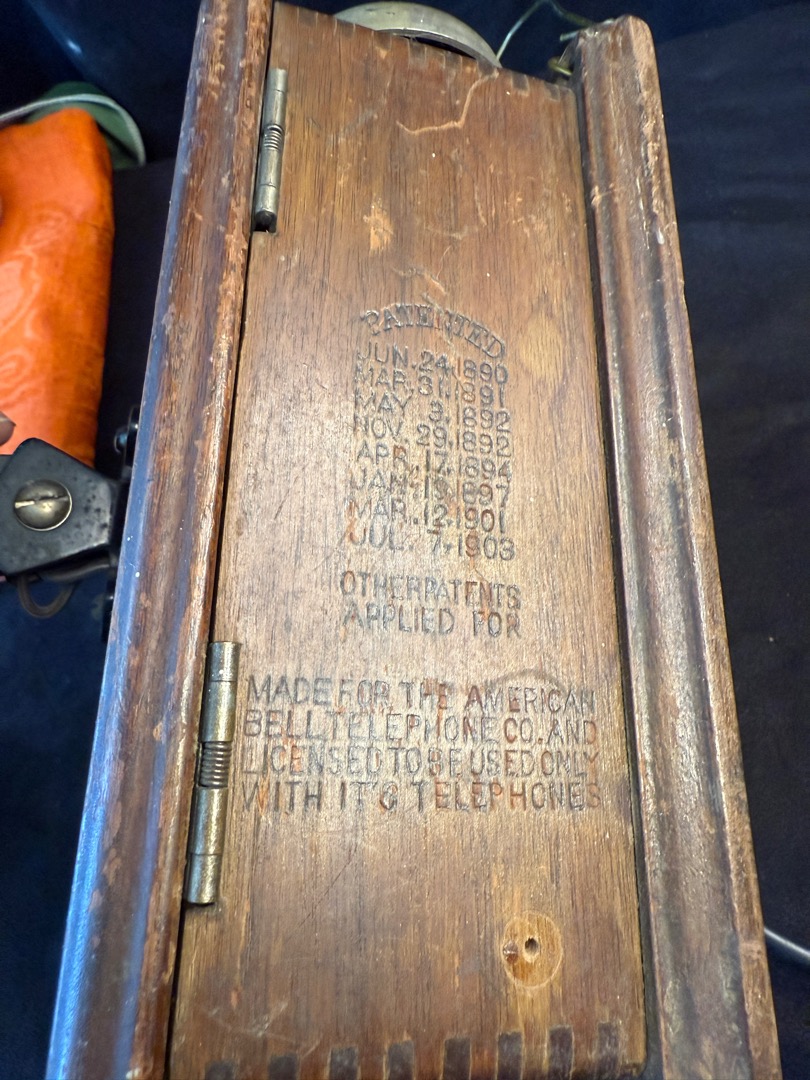 PATENTED
JUN. 24, 1890
MAR. 31, 1891
MAY 3, 1892
NOV. 29, 1892
APR. 17, 1894
JAN. 19, 1897
MAR. 12, 1901
JUL. 7, 1903
OTHER PATENTS
APPLIED FOR
MADE FOR THE AMERICAN
BELL TELEPHONE CO. AND
LICENSED TO BE USED ONLY
WITH IT'S TELEPHONES